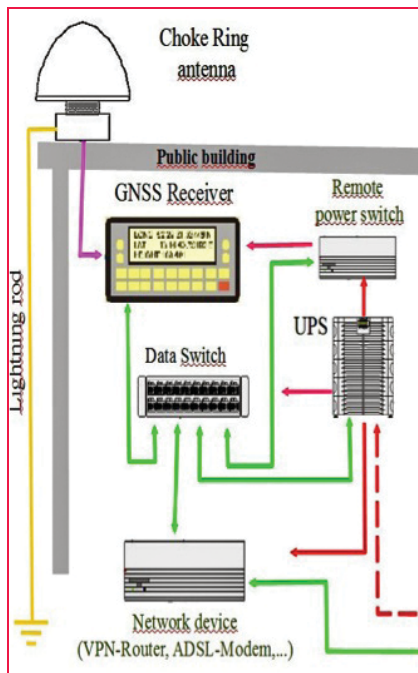 Choke Ring
antenna
Public building
GNSS Receiver
Remote
power switch
UPS
Data Switch
Lightning rod
Network device
(VPN-Router, ADSL-Modem,...)